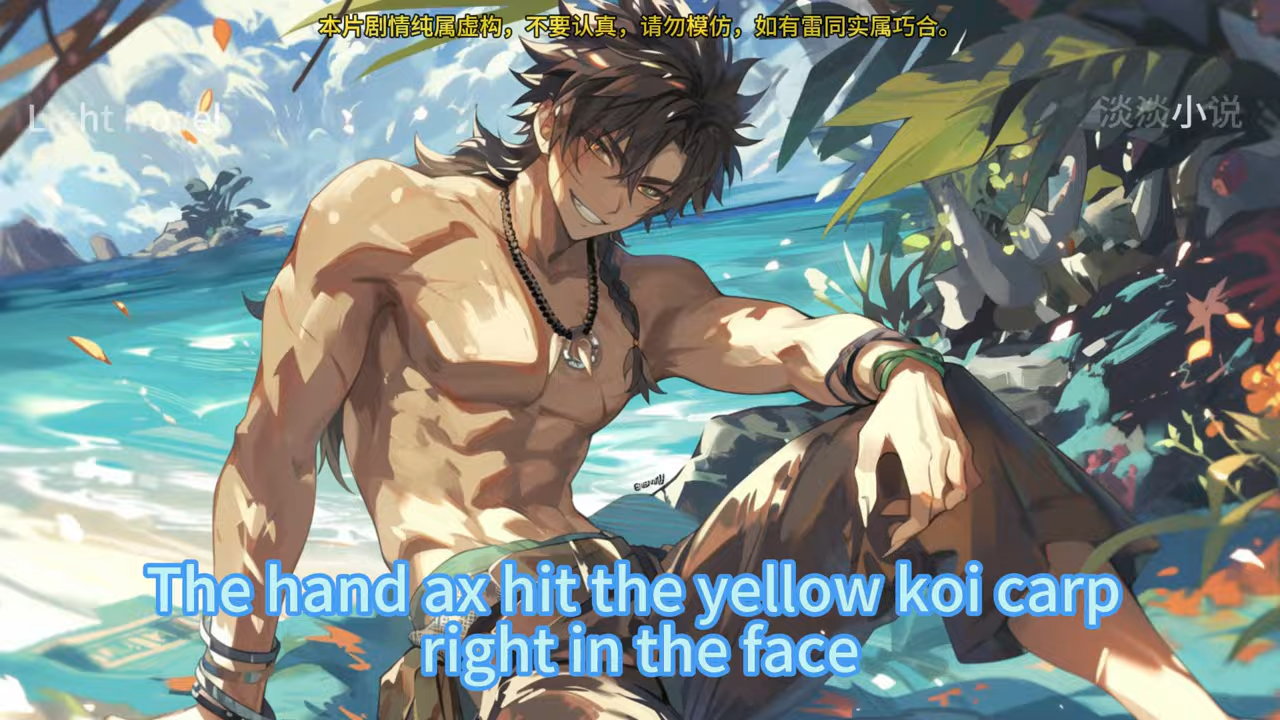 本片剧情纯属虚构，不要认真，请勿模仿，如有雷同实属巧合。
Light Novel
淡淡小说
The hand ax hit the yellow koi carp
right in the face